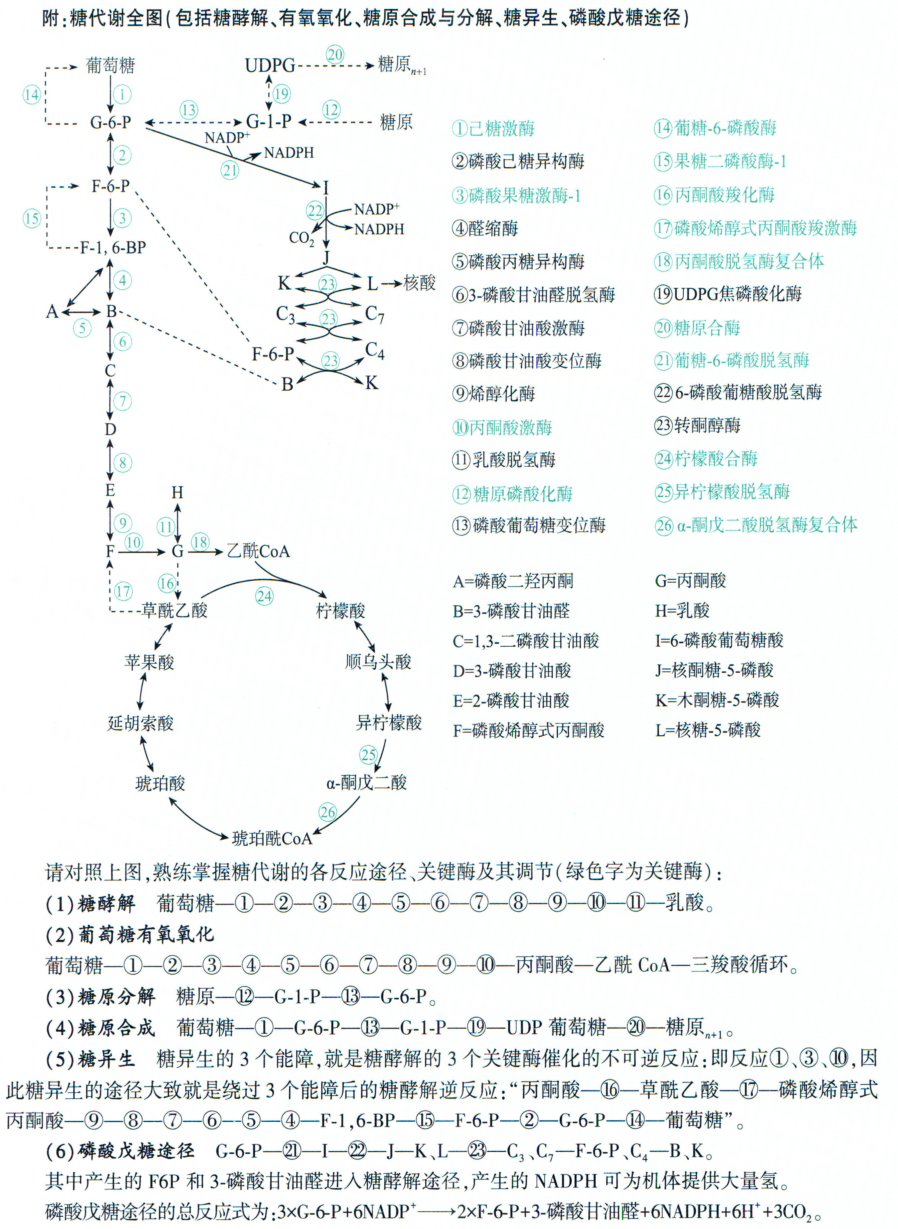 附:糖代谢全图(包括糖酵解、有氧氧化、糖原合成与分解、糖异生、磷酸戊糖途径)
葡萄糖
UDPG
⑳
糖原n+1
⑭
①
⑲
G-6-P
⑬
G-1-P
⑫
糖原
NADP⁺
NADPH
㉑
②
F-6-P
I
㉒
NADP⁺
NADPH
CO₂
⑮
③
F-1, 6-BP
J
④
K
㉓
L
核酸
A
⑤
B
C₃
㉓
C₇
⑥
F-6-P
㉓
C₄
C
B
K
⑦
D
⑧
E
H
⑨
⑪
F
⑩
G
⑱
乙酰CoA
⑰
⑯
㉔
草酰乙酸
柠檬酸
苹果酸
顺乌头酸
延胡索酸
异柠檬酸
㉕
琥珀酸
α-酮戊二酸
㉖
琥珀酰CoA
①己糖激酶
②磷酸己糖异构酶
③磷酸果糖激酶-1
④醛缩酶
⑤磷酸丙糖异构酶
⑥3-磷酸甘油醛脱氢酶
⑦磷酸甘油酸激酶
⑧磷酸甘油酸变位酶
⑨烯醇化酶
⑩丙酮酸激酶
⑪乳酸脱氢酶
⑫糖原磷酸化酶
⑬磷酸葡萄糖变位酶
⑭葡糖-6-磷酸酶
⑮果糖二磷酸酶-1
⑯丙酮酸羧化酶
⑰磷酸烯醇式丙酮酸羧激酶
⑱丙酮酸脱氢酶复合体
⑲UDPG焦磷酸化酶
⑳糖原合酶
㉑葡糖-6-磷酸脱氢酶
㉒6-磷酸葡糖酸脱氢酶
㉓转酮醇酶
㉔柠檬酸合酶
㉕异柠檬酸脱氢酶
㉖α-酮戊二酸脱氢酶复合体
A=磷酸二羟丙酮
B=3-磷酸甘油醛
C=1,3-二磷酸甘油酸
D=3-磷酸甘油酸
E=2-磷酸甘油酸
F=磷酸烯醇式丙酮酸
G=丙酮酸
H=乳酸
I=6-磷酸葡萄糖酸
J=核酮糖-5-磷酸
K=木酮糖-5-磷酸
L=核糖-5-磷酸
请对照上图,熟练掌握糖代谢的各反应途径、关键酶及其调节(绿色字为关键酶):
(1)糖酵解 葡萄糖—①—②—③—④—⑤—⑥—⑦—⑧—⑨—⑩—⑪—乳酸。
(2)葡萄糖有氧氧化
葡萄糖—①—②—③—④—⑤—⑥—⑦—⑧—⑨—⑩—丙酮酸—乙酰 CoA—三羧酸循环。
(3)糖原分解 糖原—⑫—G-1-P—⑬—G-6-P。
(4)糖原合成 葡萄糖—①—G-6-P—⑬—G-1-P—⑲—UDP 葡萄糖—⑳—糖原n+1。
(5)糖异生 糖异生的 3 个能障,就是糖酵解的 3 个关键酶催化的不可逆反应:即反应①、③、⑩,因
此糖异生的途径大致就是绕过 3 个能障后的糖酵解逆反应:“丙酮酸—⑯—草酰乙酸—⑰—磷酸烯醇式
丙酮酸—⑨—⑧—⑦—⑥—⑤—④—F-1,6-BP—⑮—F-6-P—②—G-6-P—⑭—葡萄糖”。
(6)磷酸戊糖途径 G-6-P—㉑—I—㉒—J—K、L—㉓—C₃、C₇—F-6-P、C₄—B、K。
其中产生的 F6P 和 3-磷酸甘油醛进入糖酵解途径,产生的 NADPH 可为机体提供大量氢。
磷酸戊糖途径的总反应式为:3×G-6-P+6NADP⁺⟶2×F-6-P+3-磷酸甘油醛+6NADPH+6H⁺+3CO₂。